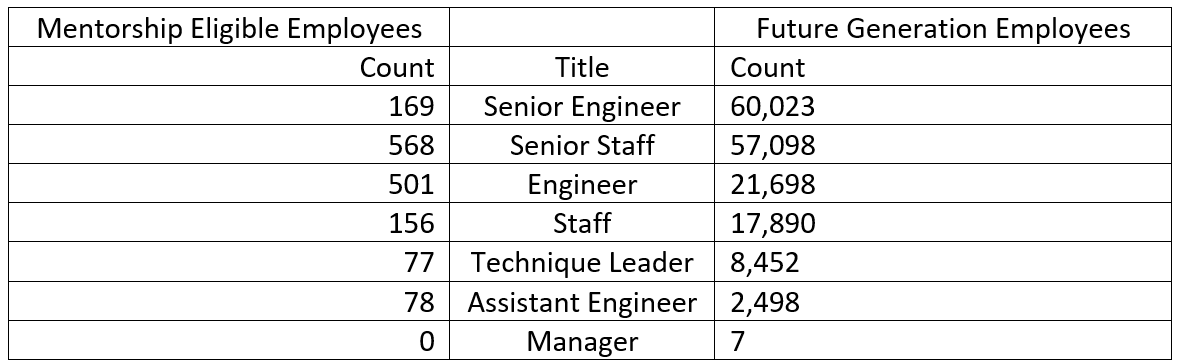 Mentorship Eligible Employees Future Generation Employees
Count Title Count
169 Senior Engineer 60,023
568 Senior Staff 57,098
501 Engineer 21,698
156 Staff 17,890
77 Technique Leader 8,452
78 Assistant Engineer 2,498
0 Manager 7